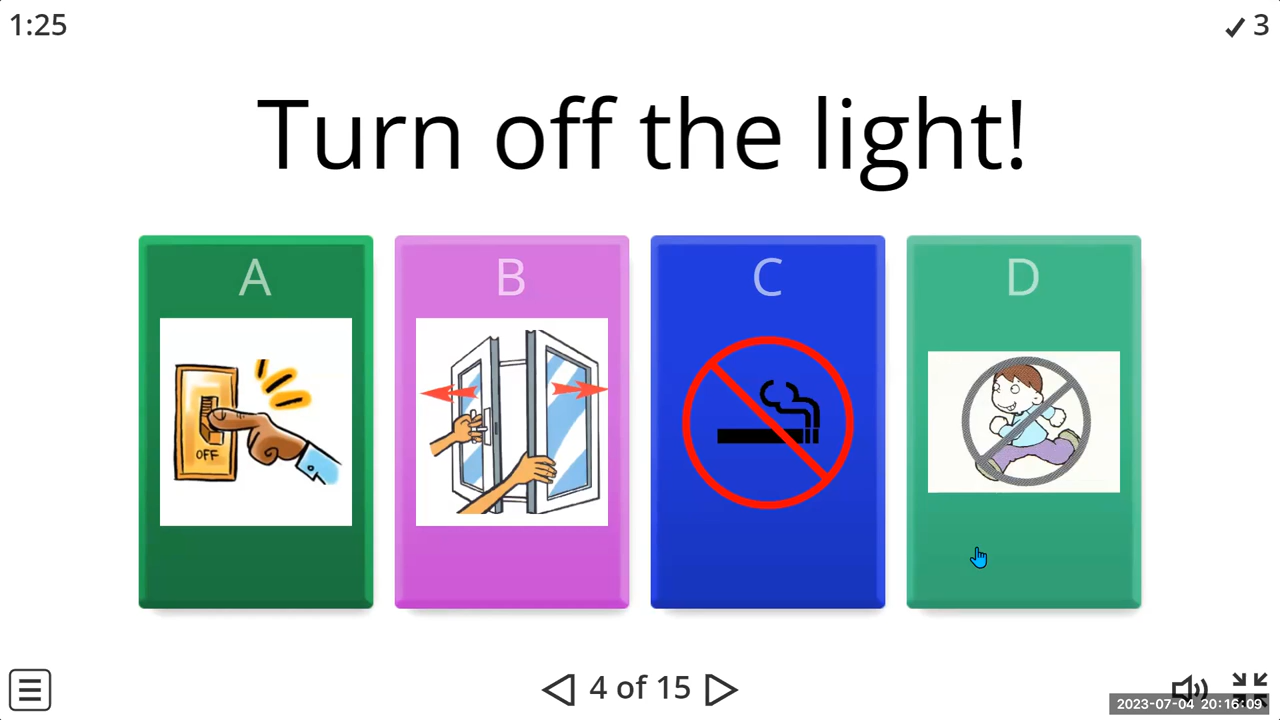 1:25
3
Turn off the light!
A
B
C
D
OFF
4 of 15
2023-07-04 20:16:09